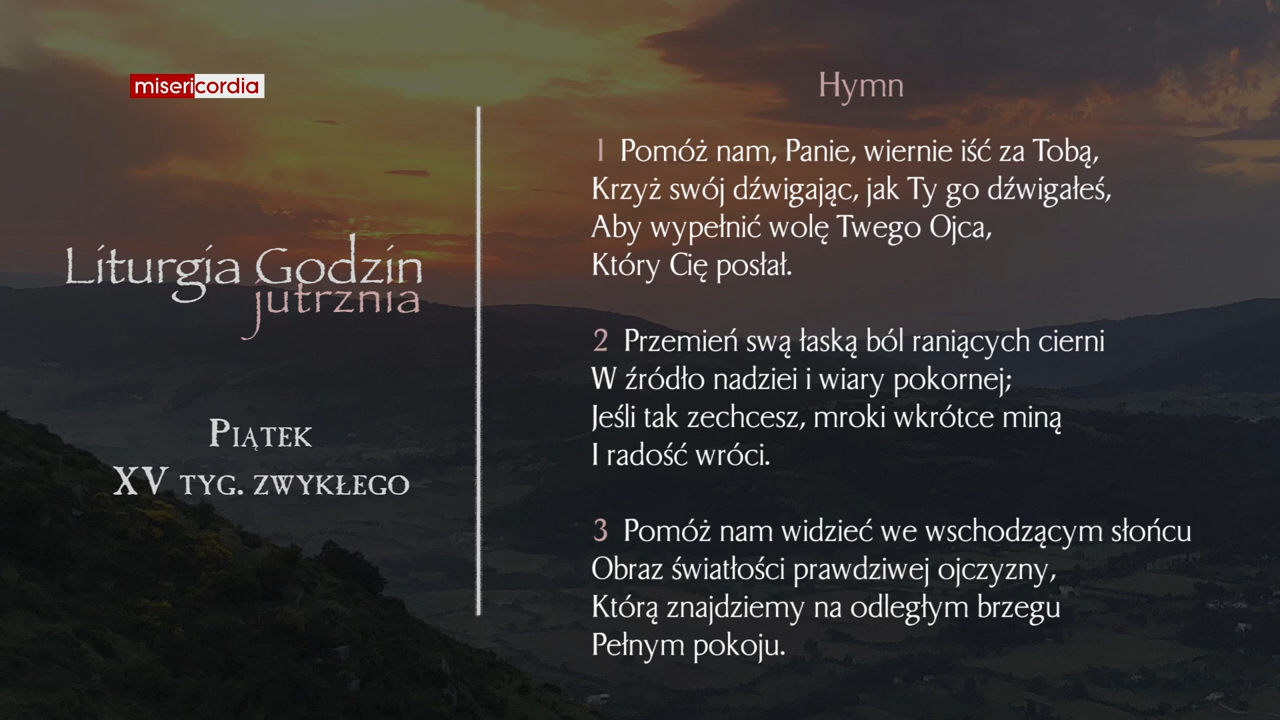 misericordia
Liturgia Godzin
jutrznia
Piątek
XV tyg. zwykłego
Hymn
1 Pomóż nam, Panie, wiernie iść za Tobą,
Krzyż swój dźwigając, jak Ty go dźwigałeś,
Aby wypełnić wolę Twego Ojca,
Który Cię posłał.
2 Przemień swą łaską ból raniących cierni
W źródło nadziei i wiary pokornej;
Jeśli tak zechcesz, mroki wkrótce miną
I radość wróci.
3 Pomóż nam widzieć we wschodzącym słońcu
Obraz światłości prawdziwej ojczyzny,
Którą znajdziemy na odległym brzegu
Pełnym pokoju.